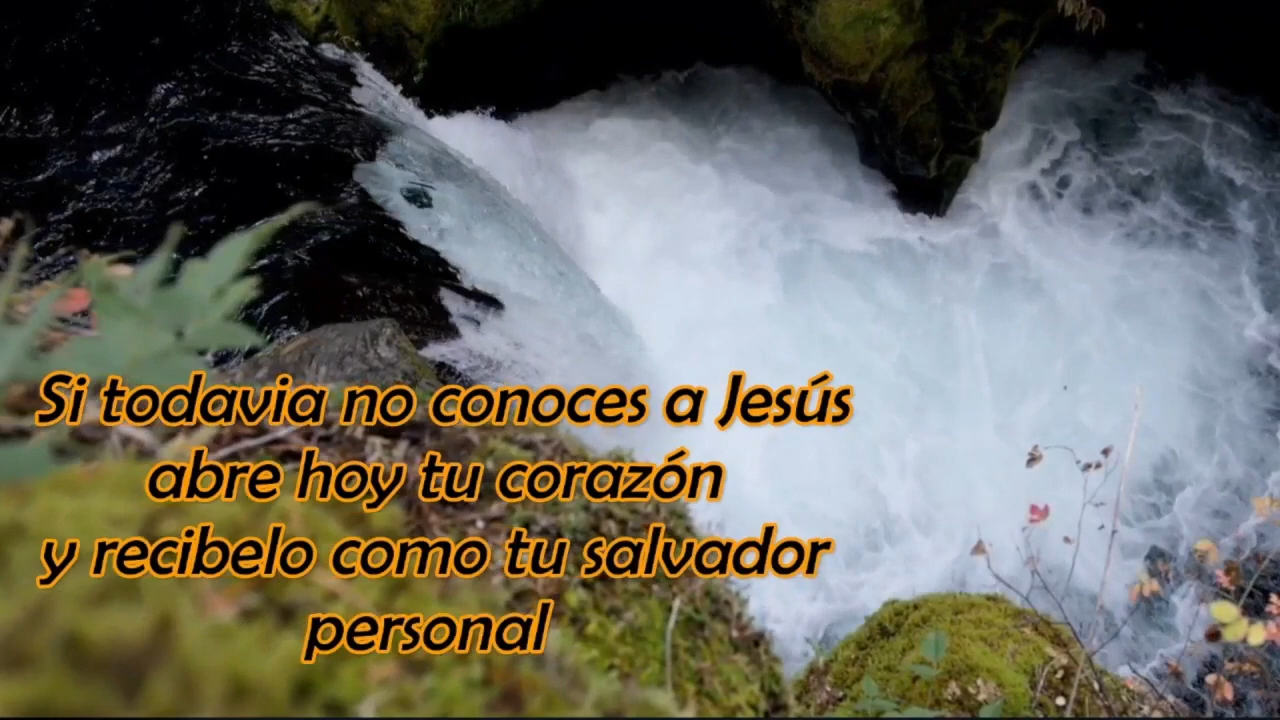 Si todavia no conoces a Jesús
abre hoy tu corazón
y recibelo como tu salvador
personal